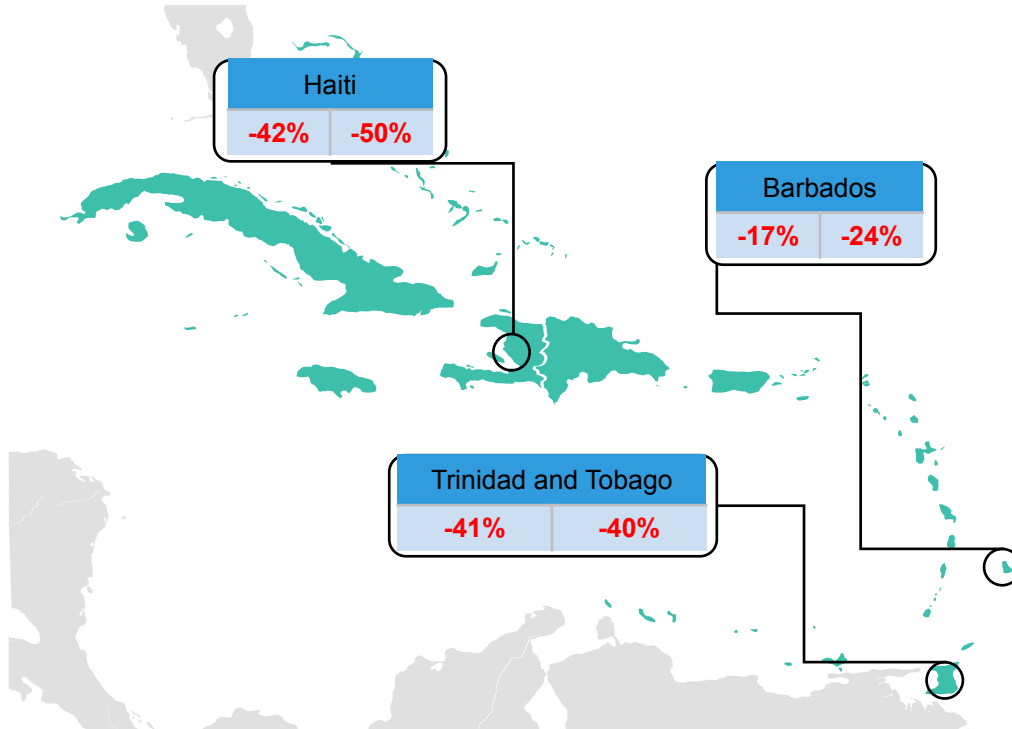 Haiti
-42% -50%
Barbados
-17% -24%
Trinidad and Tobago
-41% -40%